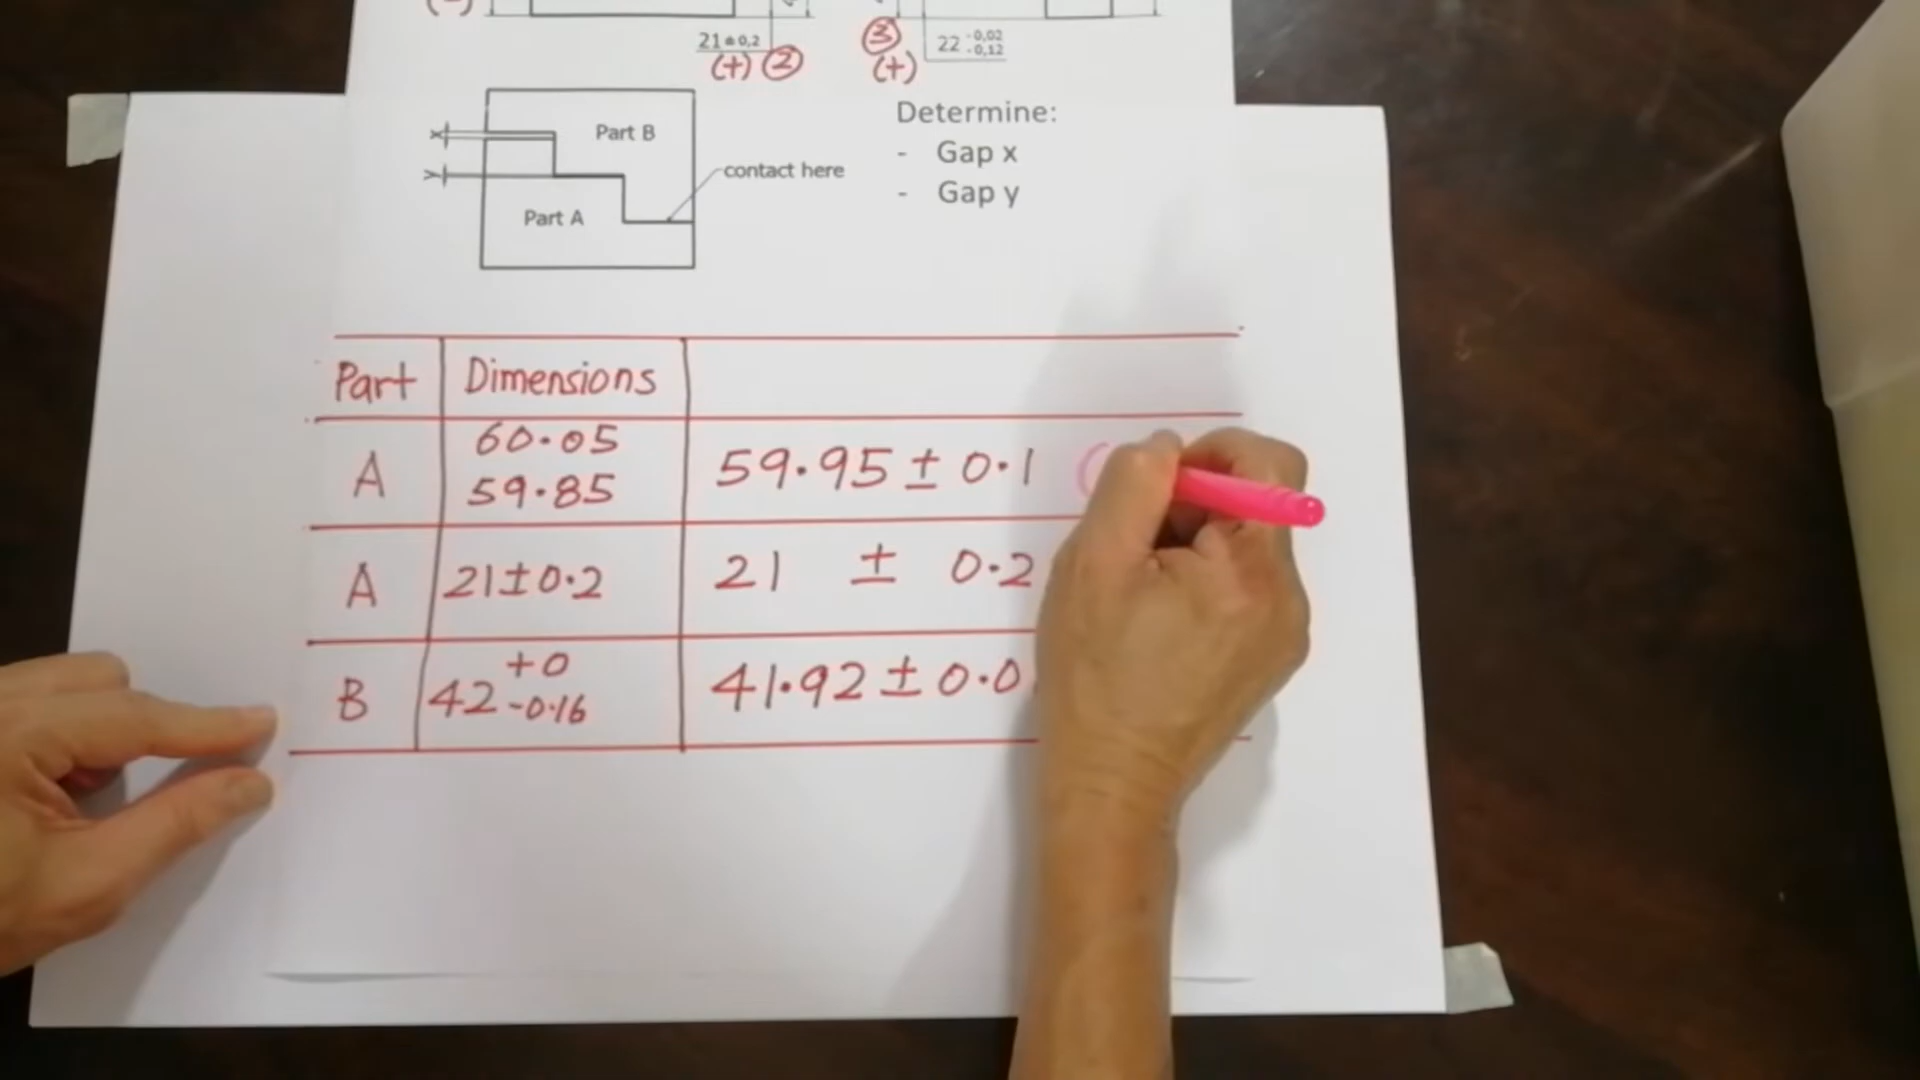 (-)
21±0,2
(+) 2
3
(+)
22 -0,02
-0,12
Part B
x
contact here
y
Part A
Determine:
- Gap x
- Gap y
Part Dimensions
A 60.05
59.85
59.95 ± 0.1 (
A 21±0.2 21 ± 0.2
B 42 +0
-0.16
41.92 ± 0.0